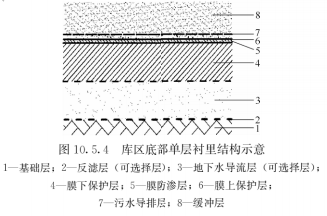 8
7
6
5
4
3
2
1
图 10.5.4 库区底部单层衬里结构示意
1—基础层；2—反滤层（可选择层）；3—地下水导流层（可选择层）；
4—膜下保护层；5—膜防渗层；6—膜上保护层；
7—污水导排层；8—缓冲层